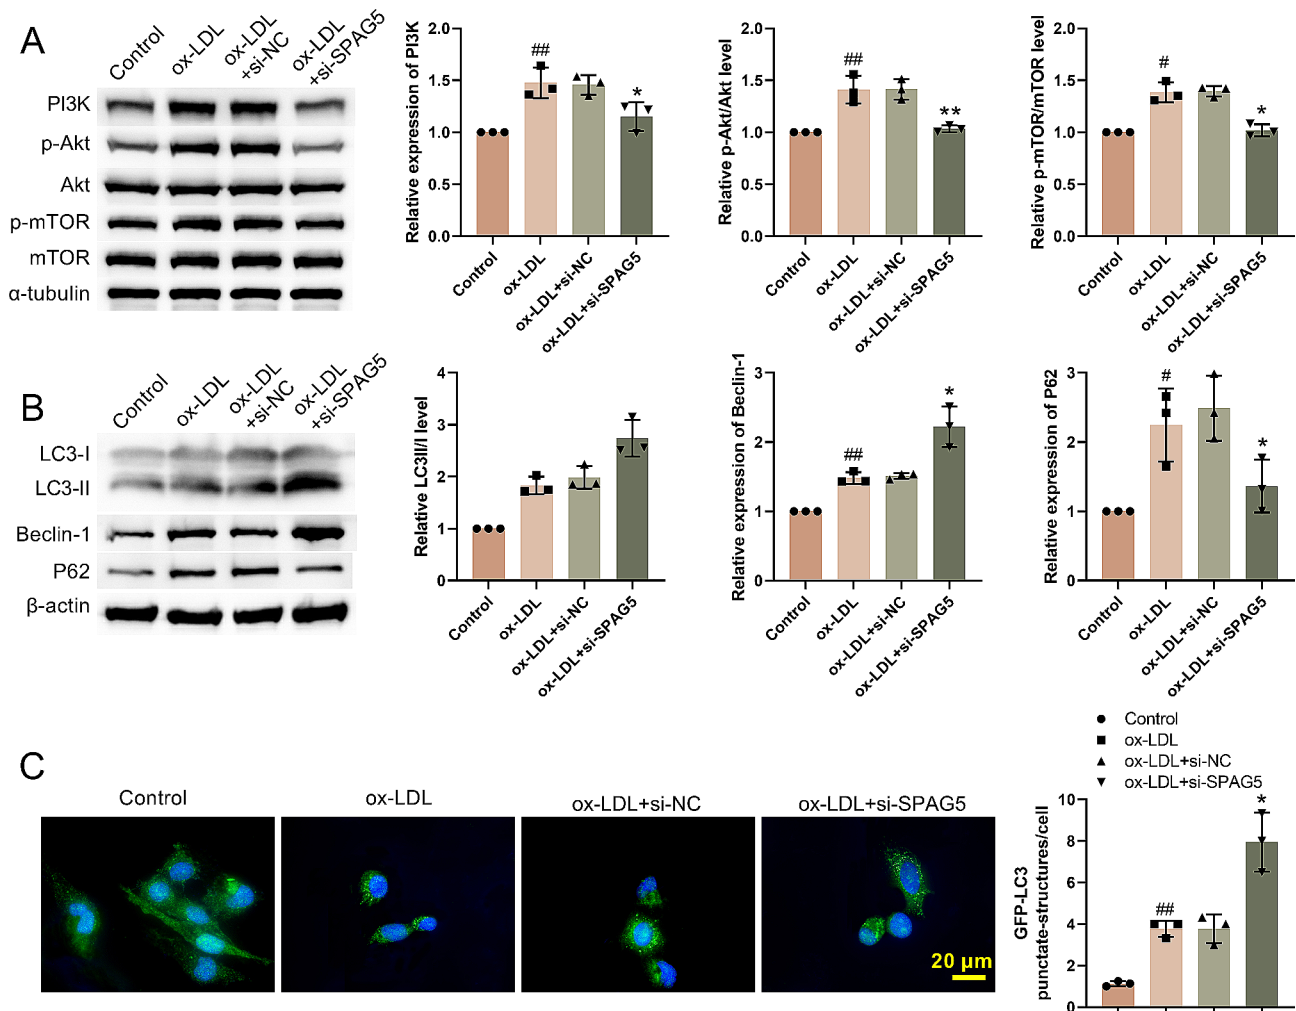 A
Control
ox-LDL
ox-LDL
+si-NC
ox-LDL
+si-SPAG5
PI3K
p-Akt
Akt
p-mTOR
mTOR
α-tubulin
Relative expression of PI3K
2.0
1.5
1.0
0.5
0.0
##
*
Control
ox-LDL
ox-LDL+si-NC
ox-LDL+si-SPAG5
Relative p-Akt/Akt level
2.0
1.5
1.0
0.5
0.0
##
**
Control
ox-LDL
ox-LDL+si-NC
ox-LDL+si-SPAG5
Relative p-mTOR/mTOR level
2.0
1.5
1.0
0.5
0.0
#
*
Control
ox-LDL
ox-LDL+si-NC
ox-LDL+si-SPAG5
B
Control
ox-LDL
ox-LDL
+si-NC
ox-LDL
+si-SPAG5
LC3-I
LC3-II
Beclin-1
P62
β-actin
Relative LC3II/I level
4
3
2
1
0
Control
ox-LDL
ox-LDL+si-NC
ox-LDL+si-SPAG5
Relative expression of Beclin-1
3
2
1
0
##
*
Control
ox-LDL
ox-LDL+si-NC
ox-LDL+si-SPAG5
Relative expression of P62
3
2
1
0
#
*
Control
ox-LDL
ox-LDL+si-NC
ox-LDL+si-SPAG5
C
Control
ox-LDL
ox-LDL+si-NC
ox-LDL+si-SPAG5
20 μm
Control
ox-LDL
ox-LDL+si-NC
ox-LDL+si-SPAG5
GFP-LC3
punctate-structures/cell
10
8
6
4
2
0
##
*